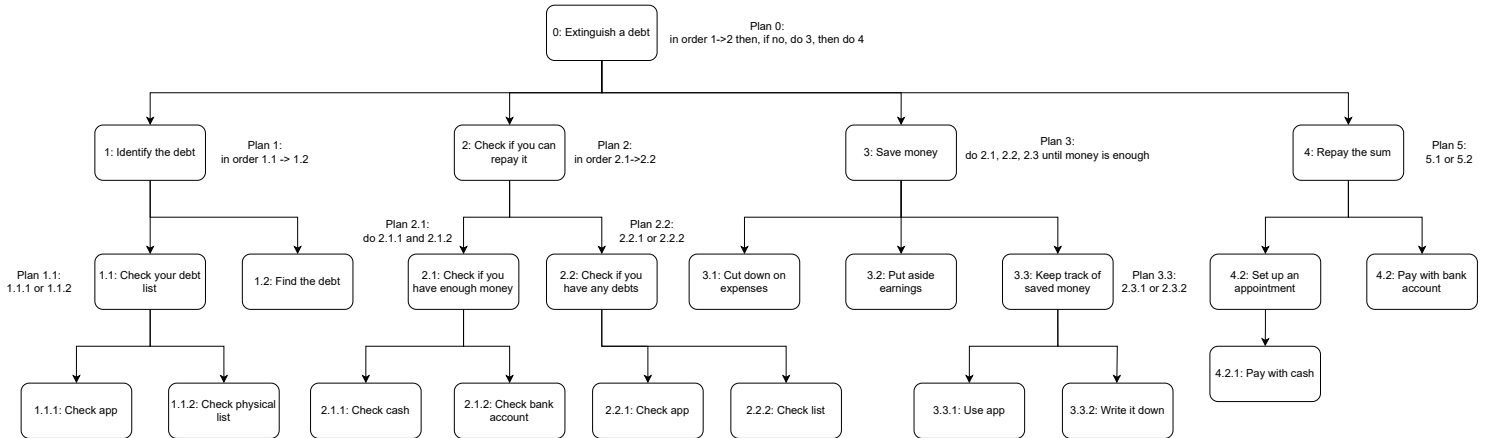 0: Extinguish a debt
Plan 0:
in order 1->2 then, if no, do 3, then do 4
1: Identify the debt
Plan 1:
in order 1.1 -> 1.2
2: Check if you can
repay it
Plan 2:
in order 2.1->2.2
3: Save money
Plan 3:
do 2.1, 2.2, 2.3 until money is enough
4: Repay the sum
Plan 5:
5.1 or 5.2
Plan 1.1:
1.1.1 or 1.1.2
1.1: Check your debt
list
1.2: Find the debt
Plan 2.1:
do 2.1.1 and 2.1.2
2.1: Check if you
have enough money
Plan 2.2:
2.2.1 or 2.2.2
2.2: Check if you
have any debts
3.1: Cut down on
expenses
3.2: Put aside
earnings
3.3: Keep track of
saved money
Plan 3.3:
2.3.1 or 2.3.2
4.2: Set up an
appointment
4.2: Pay with bank
account
1.1.1: Check app
1.1.2: Check physical
list
2.1.1: Check cash
2.1.2: Check bank
account
2.2.1: Check app
2.2.2: Check list
3.3.1: Use app
3.3.2: Write it down
4.2.1: Pay with cash